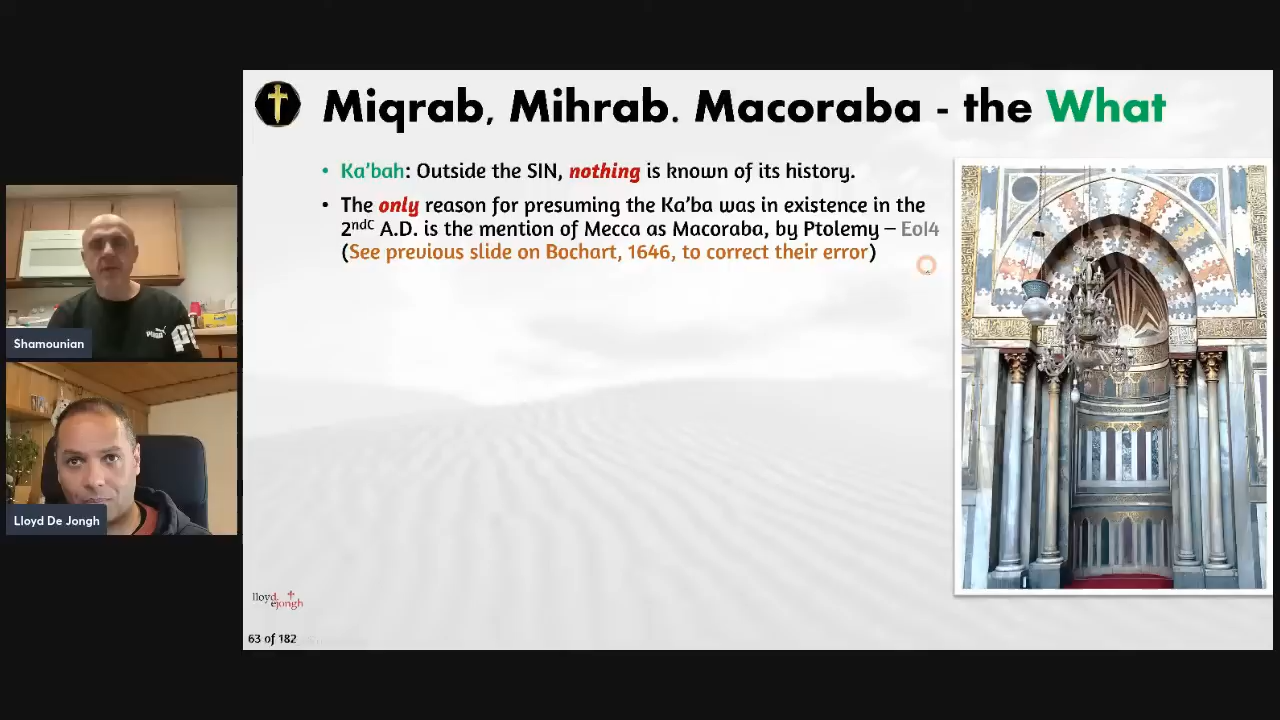 Miqrab, Mihrab. Macoraba - the What
• Ka'bah: Outside the SIN, nothing is known of its history.
• The only reason for presuming the Ka'ba was in existence in the
2ndC A.D. is the mention of Mecca as Macoraba, by Ptolemy – EoI4
(See previous slide on Bochart, 1646, to correct their error)
Shamounian
Lloyd De Jongh
lloyd
dejongh
63 of 182